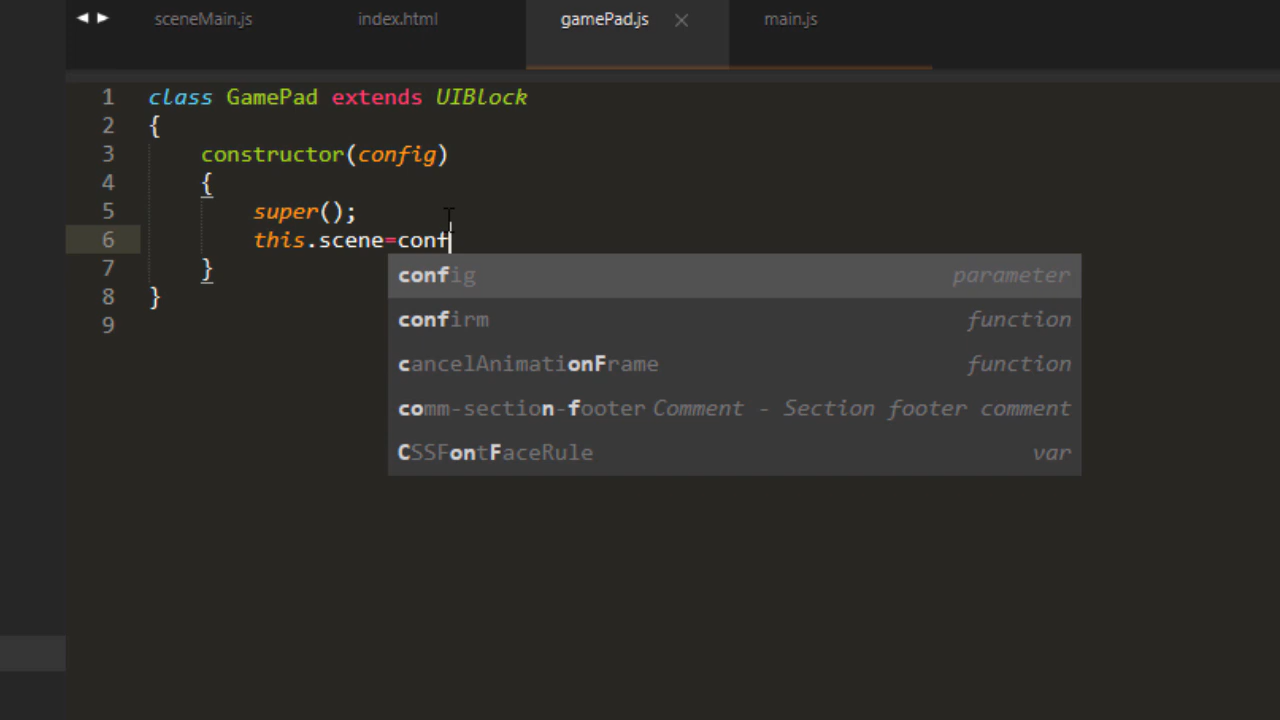 sceneMain.js index.html gamePad.js × main.js
1 class GamePad extends UIBlock
2 {
3 constructor(config)
4 {
5 super();
6 this.scene=conf
7 }
8 }
9
config parameter
confirm function
cancelAnimationFrame function
comm-section-footer Comment - Section footer comment
CSSFontFaceRule var